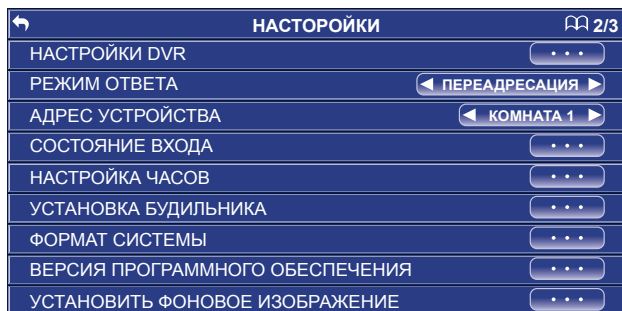 НАСТОРОЙКИ 2/3
НАСТРОЙКИ DVR
РЕЖИМ ОТВЕТА ПЕРЕАДРЕСАЦИЯ
АДРЕС УСТРОЙСТВА КОМНАТА 1
СОСТОЯНИЕ ВХОДА
НАСТРОЙКА ЧАСОВ
УСТАНОВКА БУДИЛЬНИКА
ФОРМАТ СИСТЕМЫ
ВЕРСИЯ ПРОГРАММНОГО ОБЕСПЕЧЕНИЯ
УСТАНОВИТЬ ФОНОВОЕ ИЗОБРАЖЕНИЕ